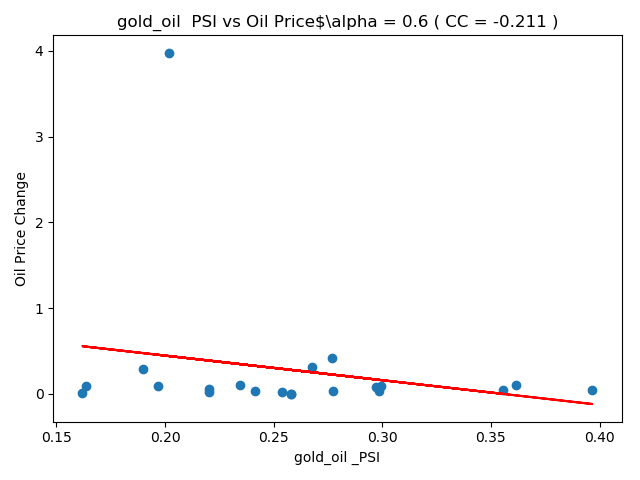 gold_oil  PSI vs Oil Price$\alpha = 0.6 ( CC = -0.211 )
4
3
2
1
0
Oil Price Change
0.15 0.20 0.25 0.30 0.35 0.40
gold_oil _PSI